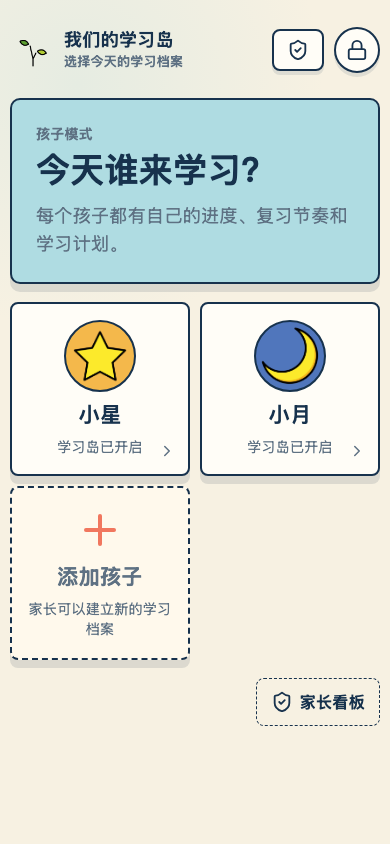 我们的学习岛
选择今天的学习档案
孩子模式
今天谁来学习?
每个孩子都有自己的进度、复习节奏和
学习计划。
小星
学习岛已开启
小月
学习岛已开启
添加孩子
家长可以建立新的学习
档案
家长看板